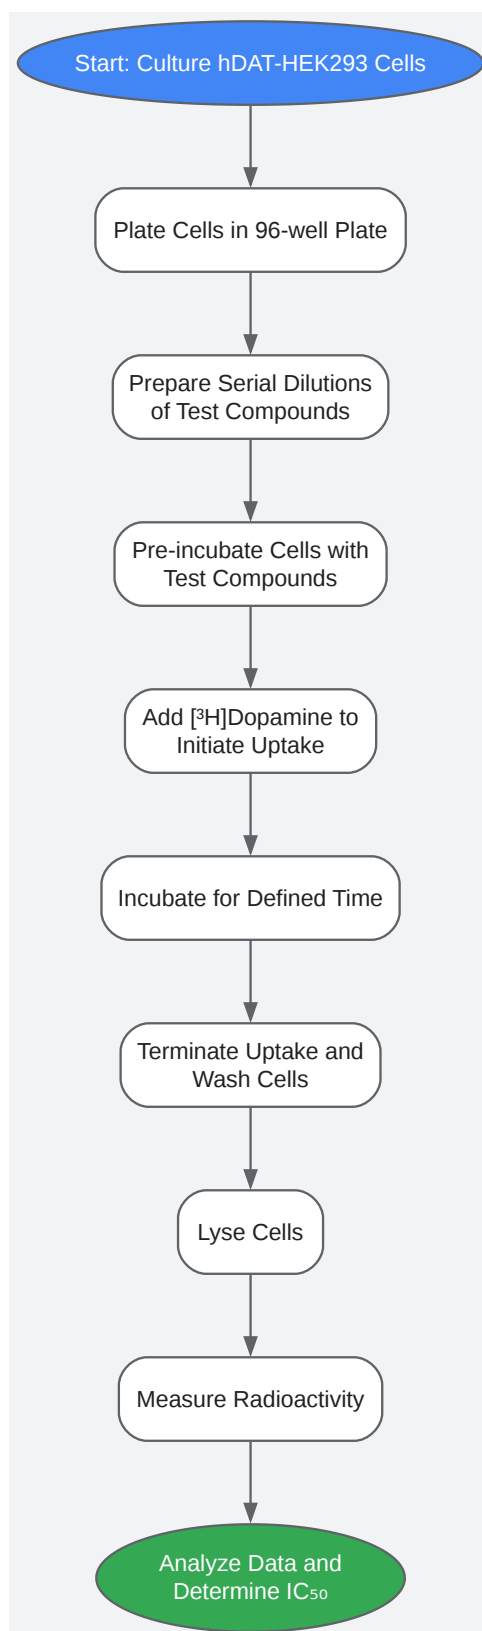 Start: Culture hDAT-HEK293 Cells
Plate Cells in 96-well Plate
Prepare Serial Dilutions
of Test Compounds
Pre-incubate Cells with
Test Compounds
Add [³H]Dopamine to
Initiate Uptake
Incubate for Defined Time
Terminate Uptake and
Wash Cells
Lyse Cells
Measure Radioactivity
Analyze Data and
Determine IC₅₀